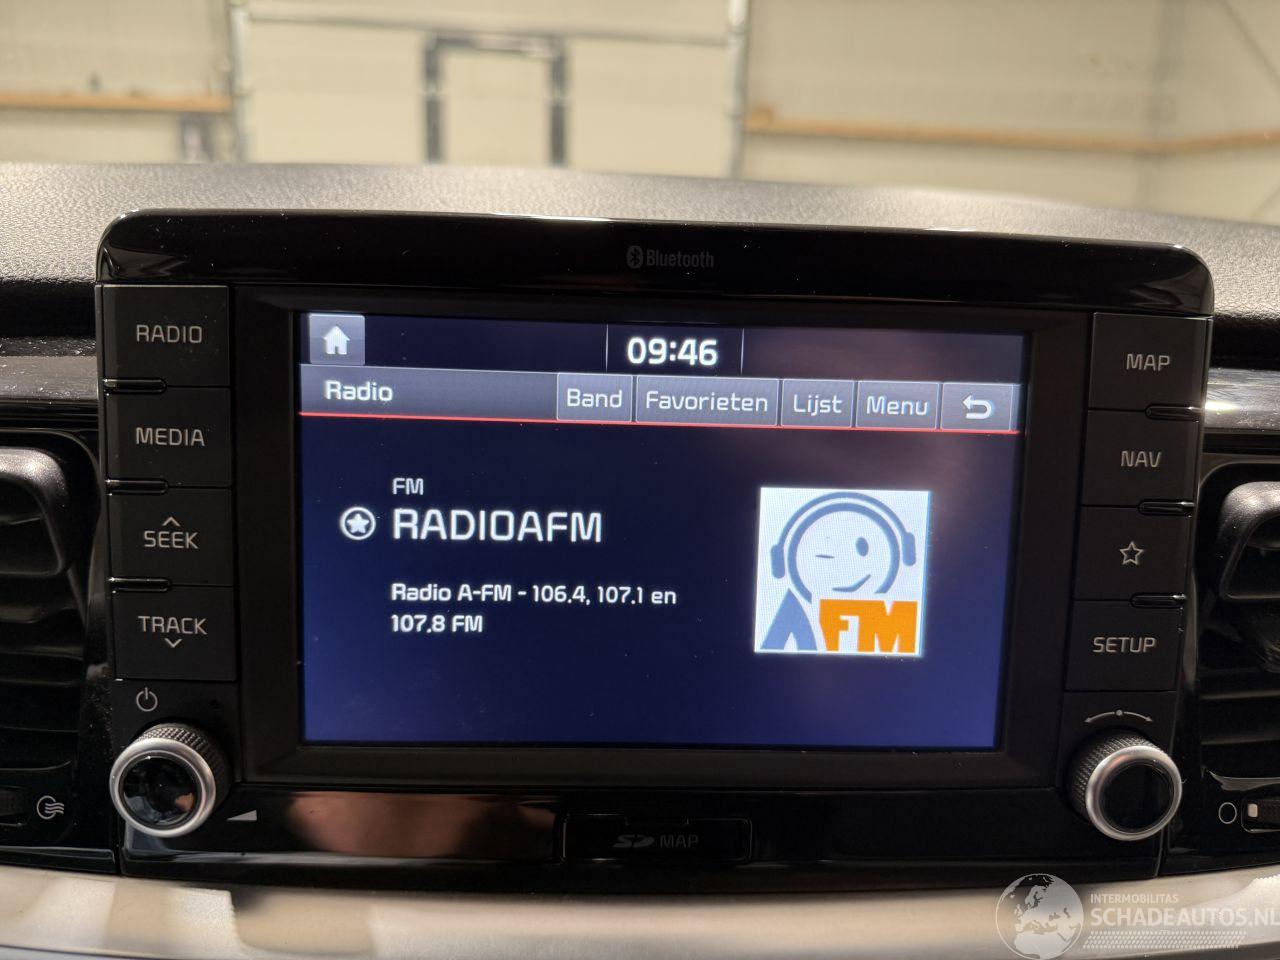 Bluetooth
RADIO
MEDIA
SEEK
TRACK
MAP
NAV
SETUP
09:46
Radio
Band
Favorieten
Lijst
Menu
FM
RADIOAFM
Radio A-FM - 106.4, 107.1 en
107.8 FM
AFM
SD MAP
INTERMOBILITAS
SCHADEAUTOS.NL